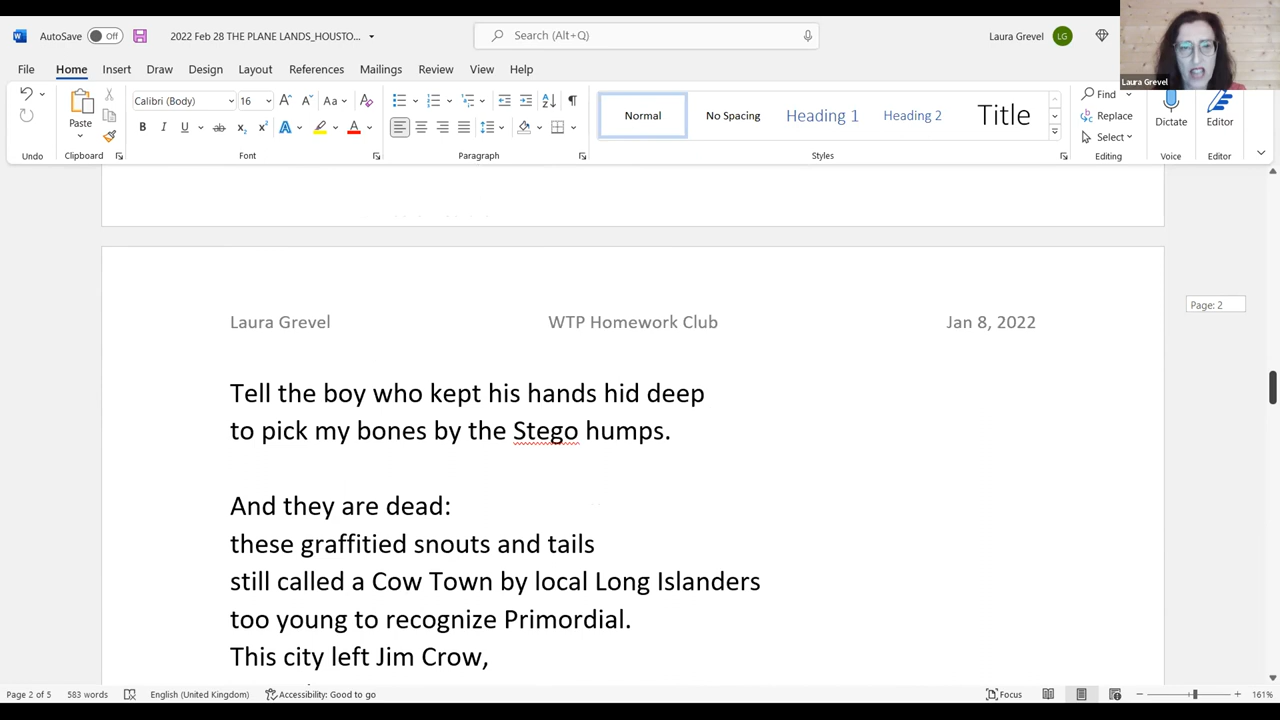 AutoSave Off 2022 Feb 28 THE PLANE LANDS_HOUSTO... Search (Alt+Q) Laura Grevel LG
File Home Insert Draw Design Layout References Mailings Review View Help
Laura Grevel
Paste Calibri (Body) 16 Aa Normal No Spacing Heading 1 Heading 2 Title Find Replace Select Dictate Editor
B I U ab x₂ x² A A
Undo Clipboard Font Paragraph Styles Editing Voice Editor
Page: 2
Laura Grevel WTP Homework Club Jan 8, 2022
Tell the boy who kept his hands hid deep
to pick my bones by the Stego humps.
And they are dead:
these graffitied snouts and tails
still called a Cow Town by local Long Islanders
too young to recognize Primordial.
This city left Jim Crow,
Page 2 of 5 583 words English (United Kingdom) Accessibility: Good to go Focus 161%